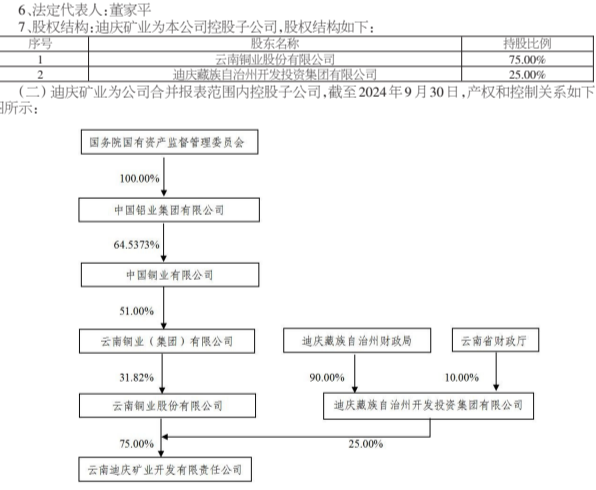 6、法定代表人:董家平
7、股权结构:迪庆矿业为本公司控股子公司,股权结构如下:
序号 股东名称 持股比例
1 云南铜业股份有限公司 75.00%
2 迪庆藏族自治州开发投资集团有限公司 25.00%
(二)迪庆矿业为公司合并报表范围内控股子公司,截至2024年9月30日,产权和控制关系如下
图所示:
国务院国有资产监督管理委员会
100.00%
中国铝业集团有限公司
64.5373%
中国铜业有限公司
51.00%
云南铜业(集团)有限公司 迪庆藏族自治州财政局 云南省财政厅
31.82% 90.00% 10.00%
云南铜业股份有限公司 迪庆藏族自治州开发投资集团有限公司
75.00% 25.00%
云南迪庆矿业开发有限责任公司